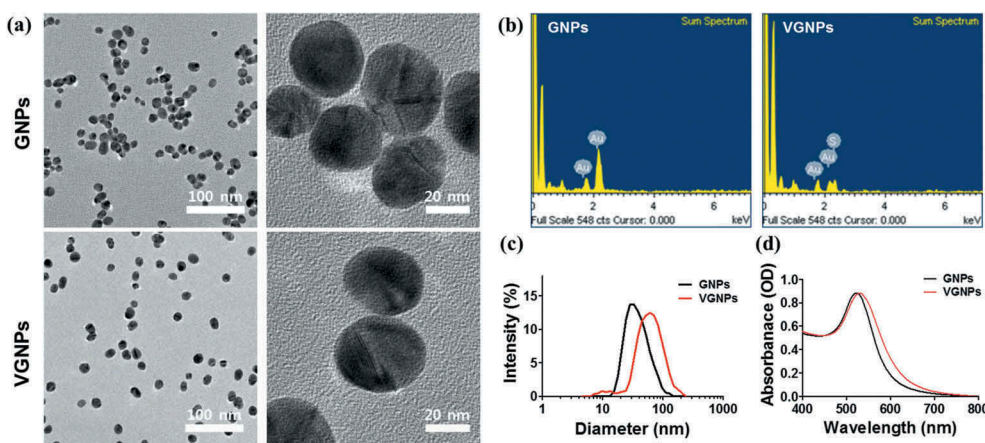 (a)
GNPs
100 nm
20 nm
VGNPs
100 nm
20 nm
(b)
GNPs
Sum Spectrum
Au
Au
0 2 4 6
Full Scale 548 cts Cursor: 0.000 keV
VGNPs
Sum Spectrum
S
Au
Au
0 2 4 6
Full Scale 548 cts Cursor: 0.000 keV
(c)
GNPs
VGNPs
Intensity (%)
15
10
5
0
1 10 100 1000
Diameter (nm)
(d)
GNPs
VGNPs
Absorbanace (OD)
1.0
0.8
0.6
0.4
0.2
0.0
400 500 600 700 800
Wavelength (nm)